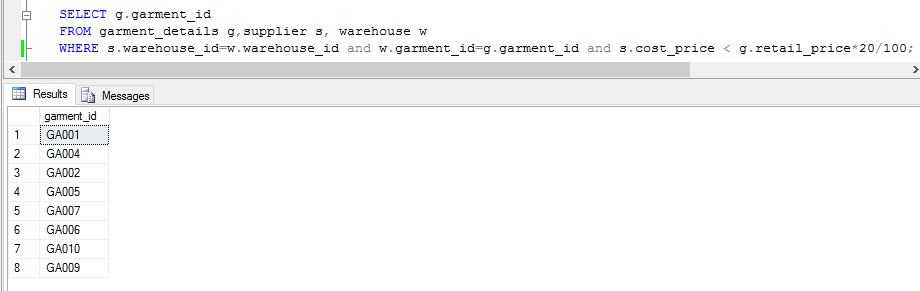 SELECT g.garment_id
FROM garment_details g,supplier s, warehouse w
WHERE s.warehouse_id=w.warehouse_id and w.garment_id=g.garment_id and s.cost_price < g.retail_price*20/100;
Results Messages
garment_id
1 GA001
2 GA004
3 GA002
4 GA005
5 GA007
6 GA006
7 GA010
8 GA009